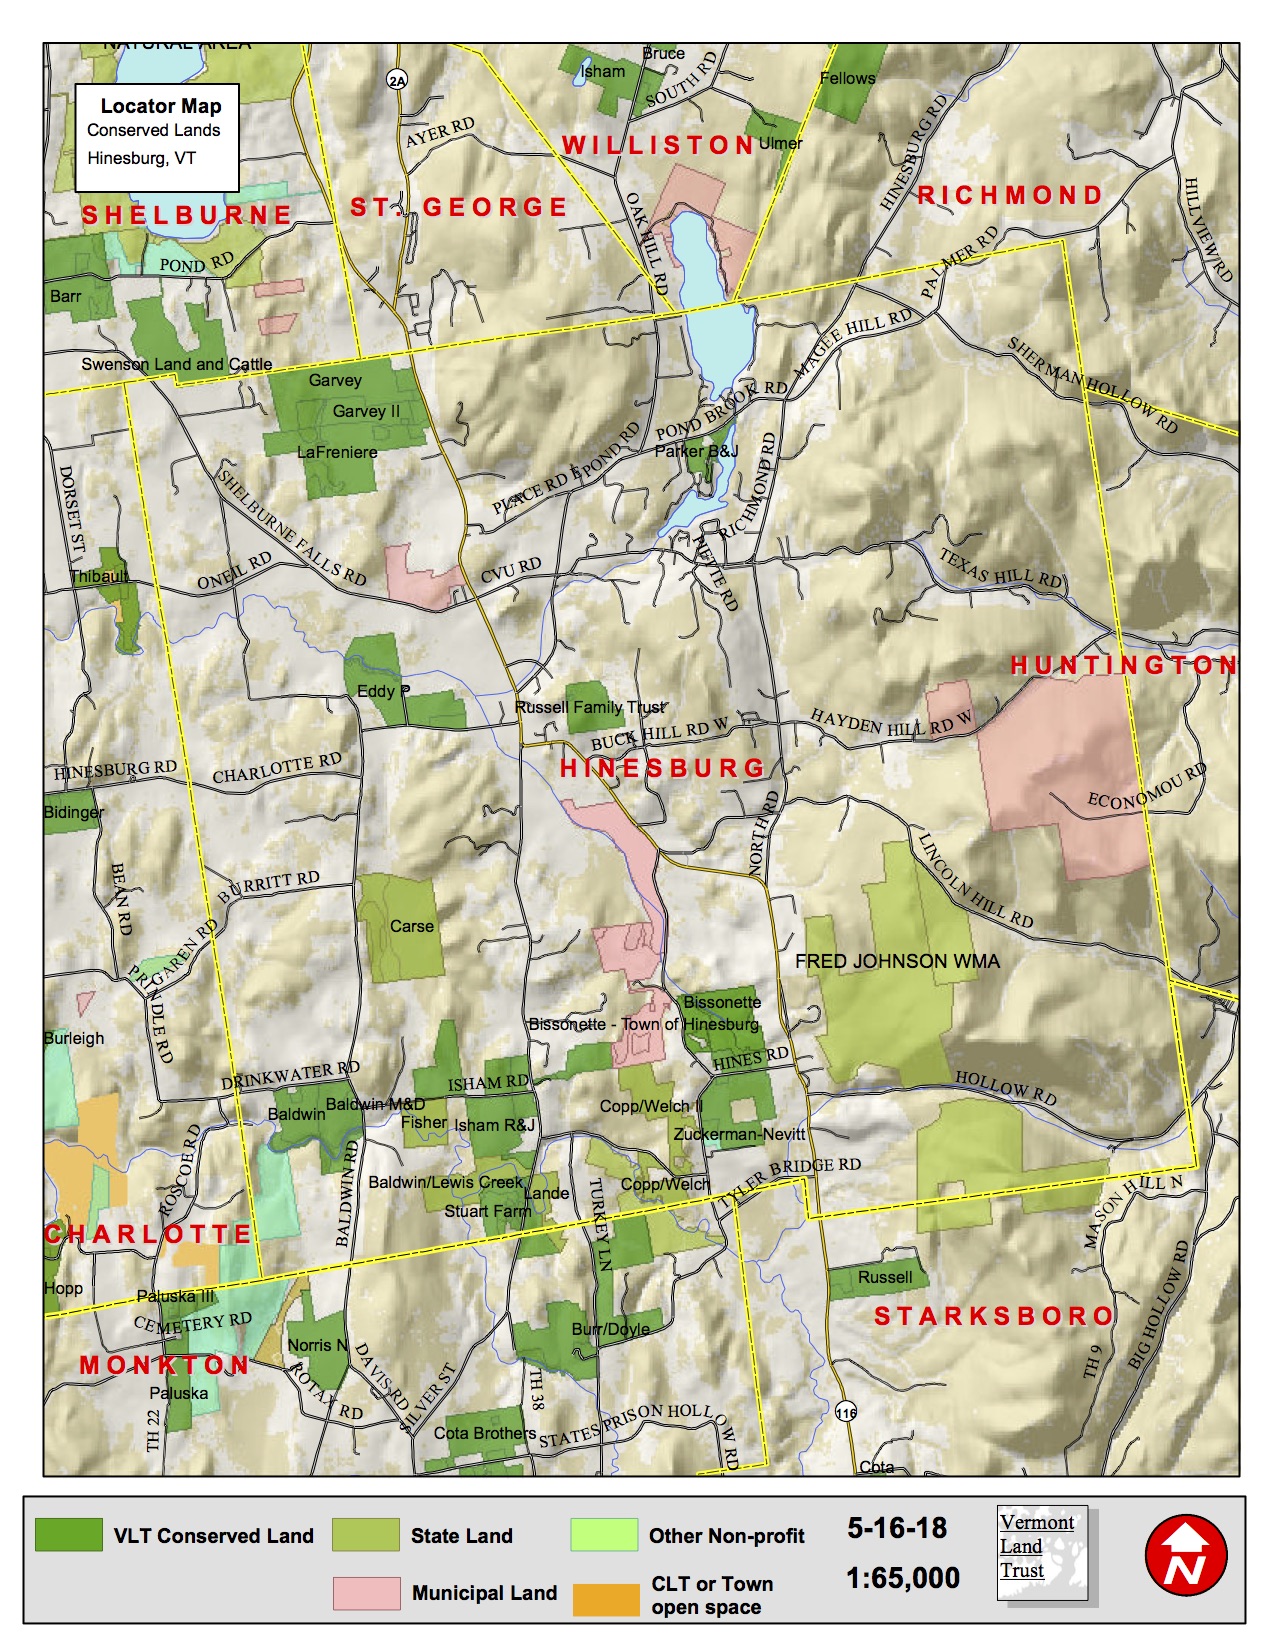 NATURAL AREA
Locator Map
Conserved Lands
Hinesburg, VT
2A
Bruce
Isham
SOUTH RD
Fellows
AYER RD
WILLISTON
Ulmer
HINESBURG RD
RICHMOND
SHELBURNE
ST. GEORGE
OAK HILL RD
HILLVIEW RD
POND RD
PALMER RD
Barr
MAGEE HILL RD
SHERMAN HOLLOW RD
Swenson Land and Cattle
Garvey
Garvey II
POND BROOK RD
LaFreniere
Parker B&J
PLACE RD E
POND RD
RICHMOND RD
DORSET ST
SHELBURNE FALLS RD
PIETTE RD
Thibault
ONEIL RD
CVU RD
TEXAS HILL RD
HUNTINGTON
Eddy P
Russell Family Trust
BUCK HILL RD W
HAYDEN HILL RD W
HINESBURG RD
CHARLOTTE RD
HINESBURG
ECONOMOU RD
Bidinger
NORTH RD
BEAN RD
BURRITT RD
LINCOLN HILL RD
Carse
PRINDLE RD
GAREN RD
FRED JOHNSON WMA
Bissonette
Burleigh
Bissonette - Town of Hinesburg
HINES RD
DRINKWATER RD
ISHAM RD
HOLLOW RD
Baldwin
Baldwin M&D
Fisher
Isham R&J
Copp/Welch II
Zuckerman-Nevitt
ROSCOE RD
BALDWIN RD
Baldwin/Lewis Creek
Lande
Copp/Welch
TYLER BRIDGE RD
Stuart Farm
TURKEY LN
MASON HILL N
CHARLOTTE
Hopp
Paluska III
Russell
BIG HOLLOW RD
CEMETERY RD
STARKSBORO
Norris N
Burr/Doyle
MONKTON
DAVIS RD
TH 9
Paluska
ROTAX RD
SILVER ST
TH 38
TH 22
116
Cota Brothers
STATES PRISON HOLLOW RD
Cota
VLT Conserved Land
State Land
Other Non-profit
5-16-18
Municipal Land
CLT or Town
open space
1:65,000
Vermont
Land
Trust
N